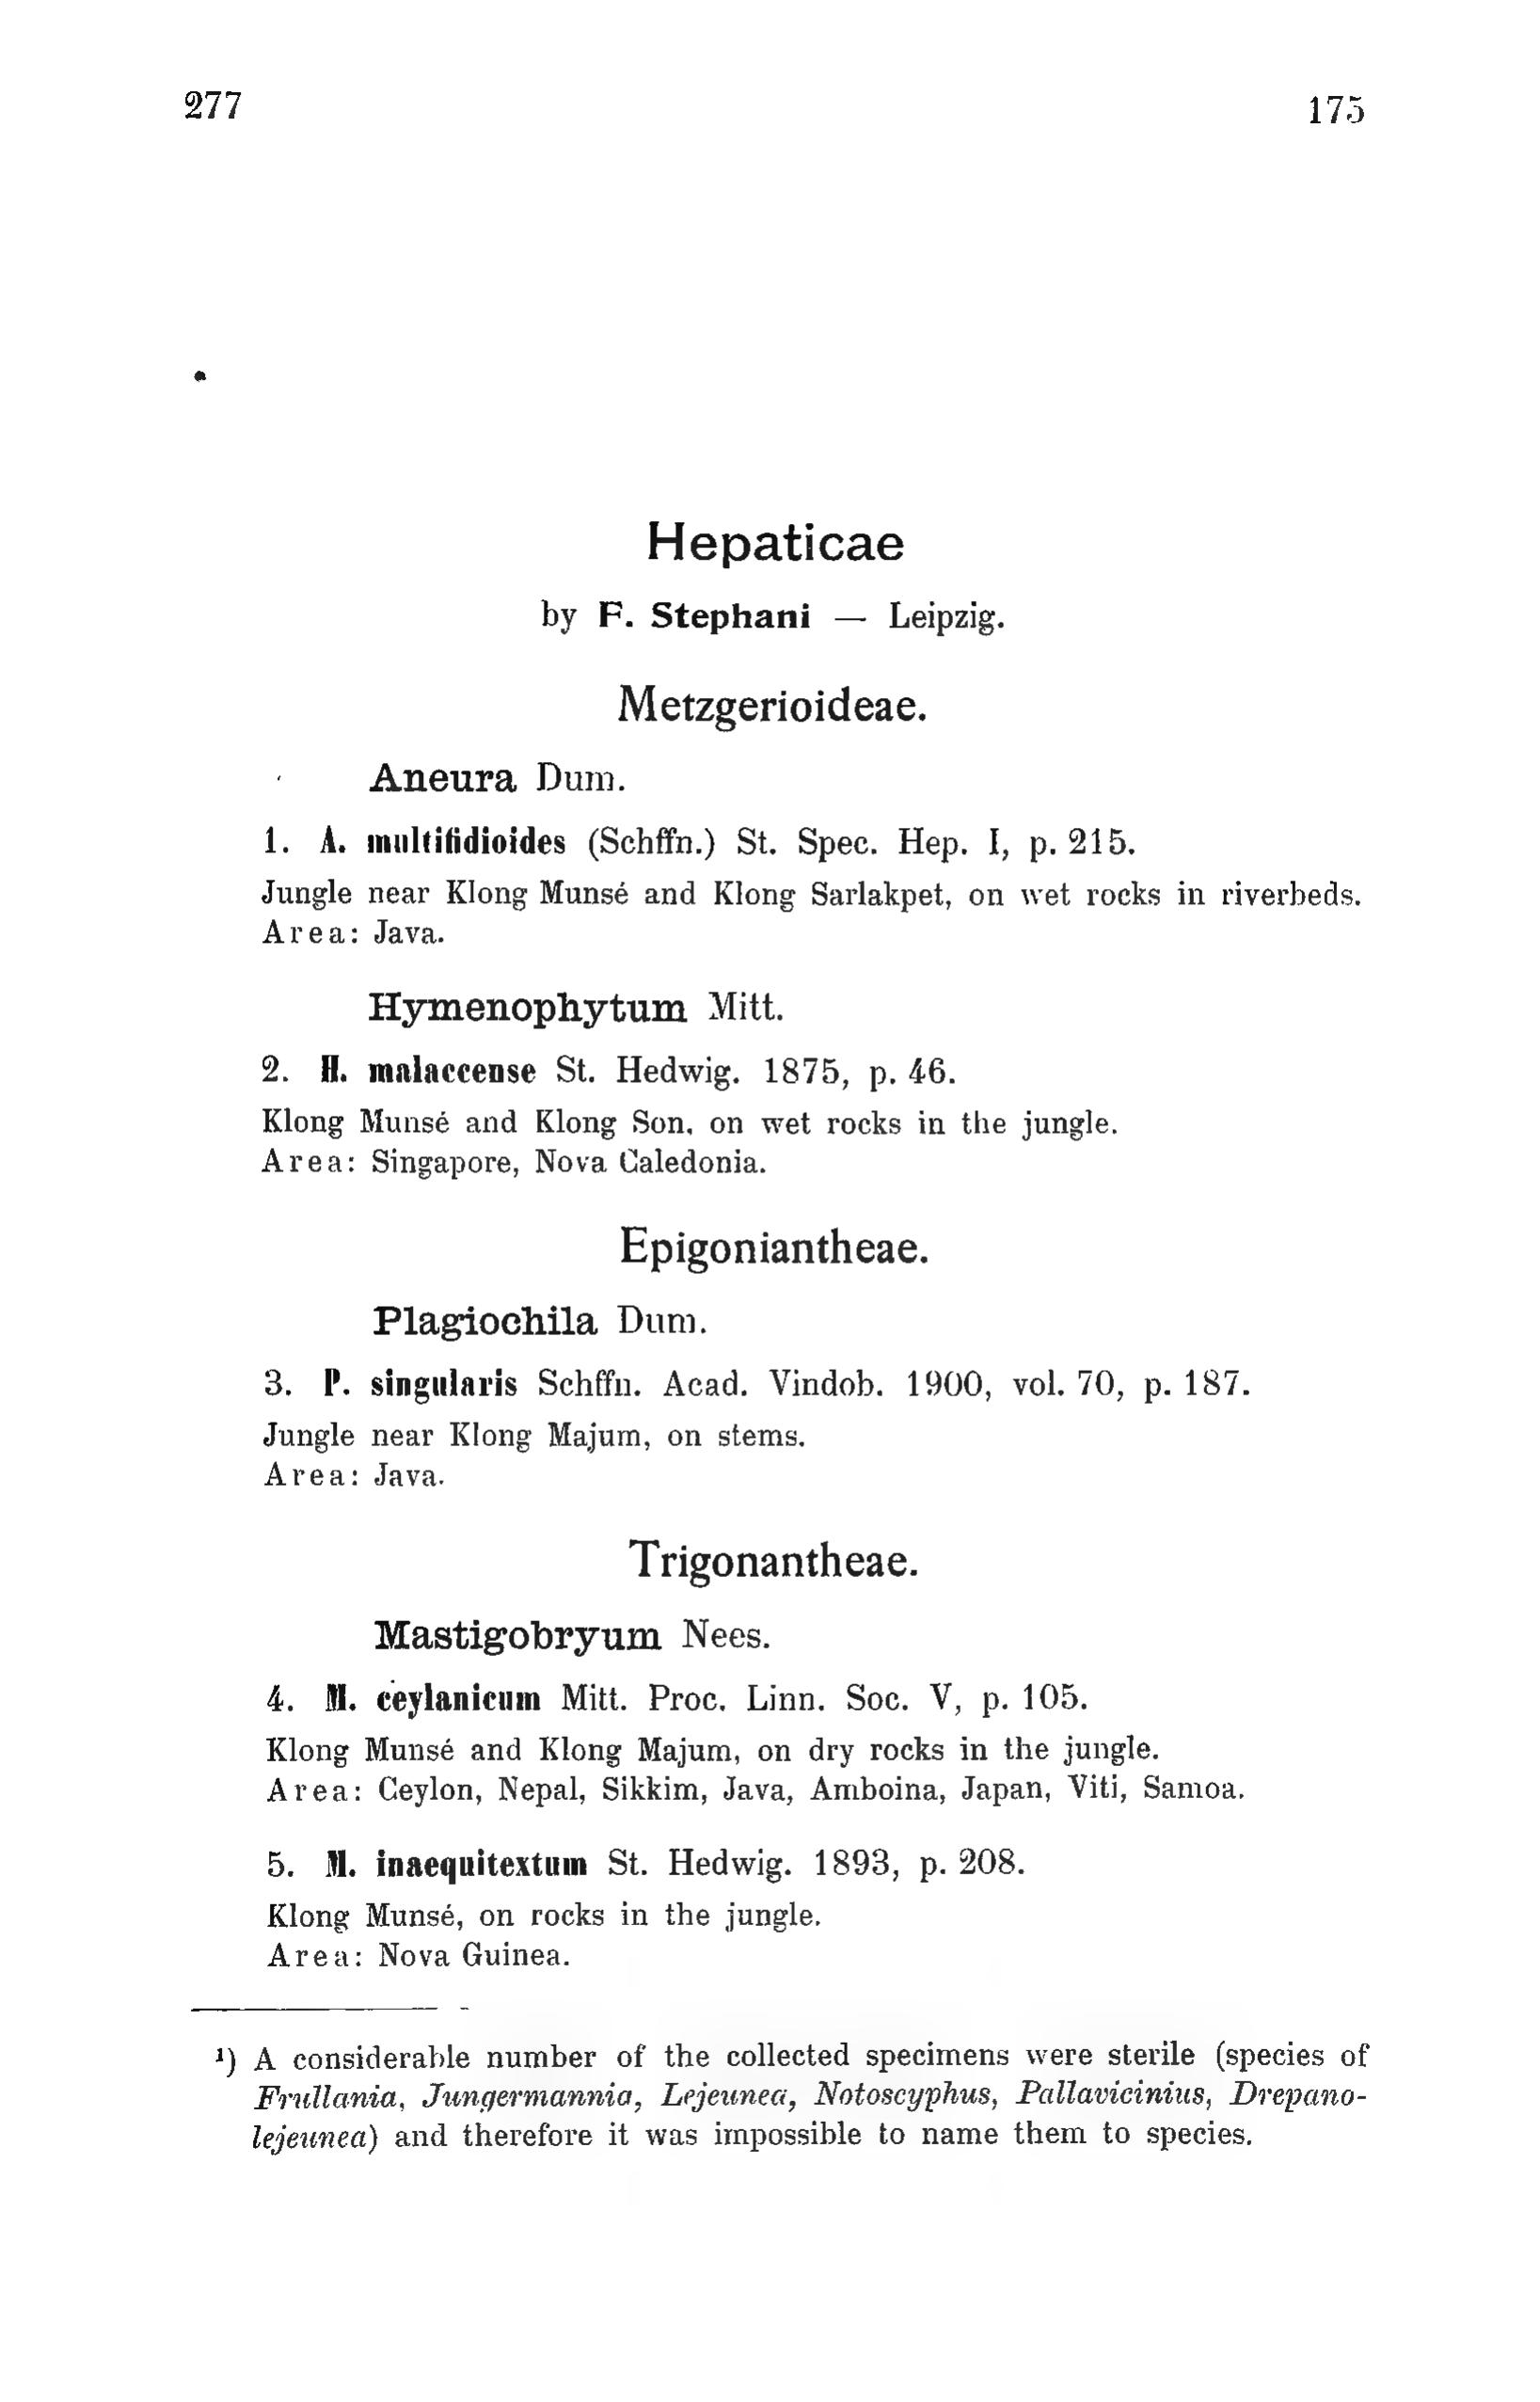 277 175
Hepaticae
by F. Stephani — Leipzig.
Metzgerioideae.
Aneura Dum.
1. A. multifidioides (Schffn.) St. Spec. Hep. I, p. 215.
Jungle near Klong Munsé and Klong Sarlakpet, on wet rocks in riverbeds.
Area: Java.
Hymenophytum Mitt.
2. H. malaccense St. Hedwig. 1875, p. 46.
Klong Munsé and Klong Son, on wet rocks in the jungle.
Area: Singapore, Nova Caledonia.
Epigoniantheae.
Plagiochila Dum.
3. P. singularis Schffn. Acad. Vindob. 1900, vol. 70, p. 187.
Jungle near Klong Majum, on stems.
Area: Java.
Trigonantheae.
Mastigobryum Nees.
4. M. ceylanicum Mitt. Proc. Linn. Soc. V, p. 105.
Klong Munsé and Klong Majum, on dry rocks in the jungle.
Area: Ceylon, Nepal, Sikkim, Java, Amboina, Japan, Viti, Samoa.
5. M. inaequitextum St. Hedwig. 1893, p. 208.
Klong Munsé, on rocks in the jungle.
Area: Nova Guinea.
¹) A considerable number of the collected specimens were sterile (species of
Frullania, Jungermannia, Lejeunea, Notoscyphus, Pallavicinius, Drepano-
lejeunea) and therefore it was impossible to name them to species.